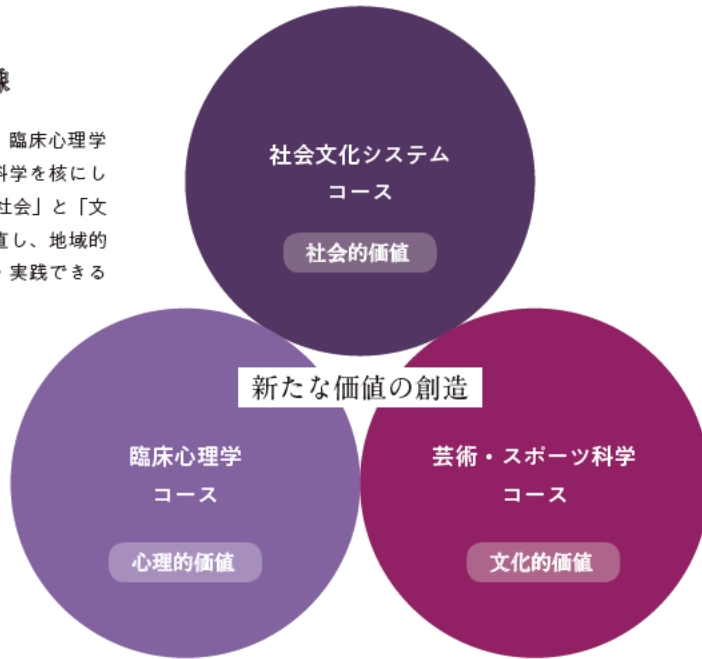 臨床心理学
科学を核にし
社会」と「文
直し、地域的
実践できる
社会文化システム
コース
社会的価値
新たな価値の創造
臨床心理学
コース
心理的価値
芸術・スポーツ科学
コース
文化的価値